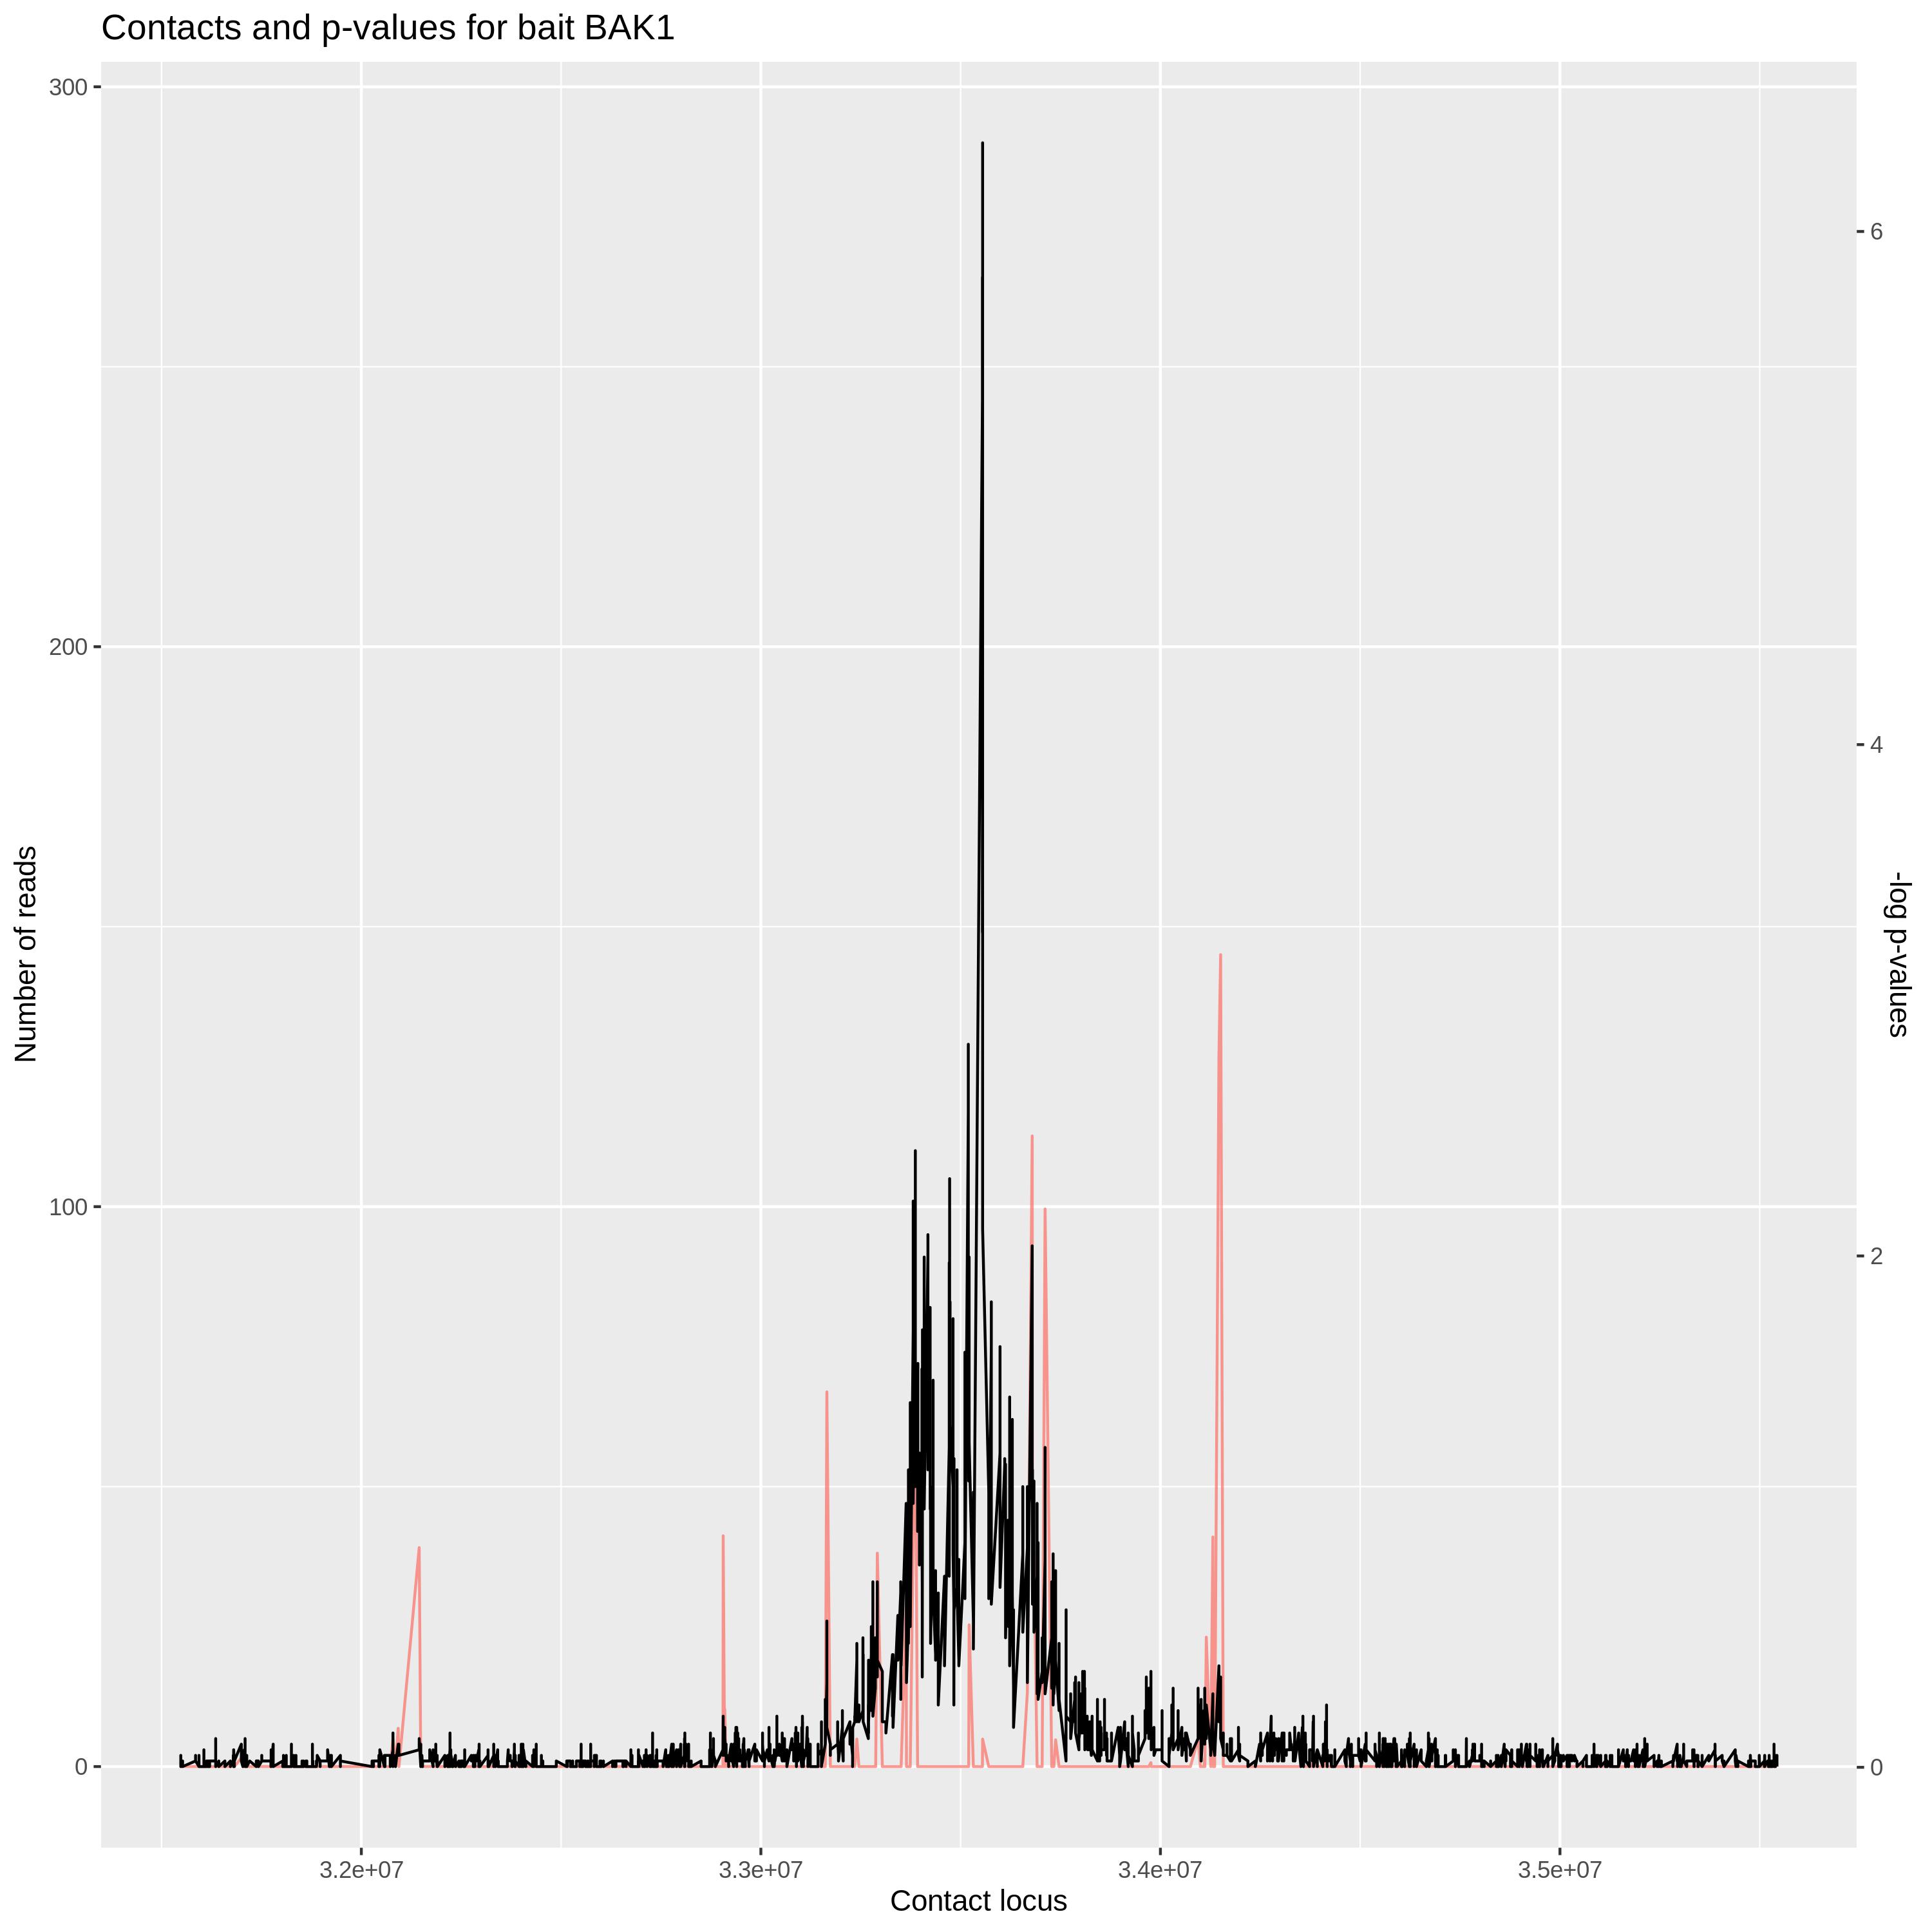 Contacts and p-values for bait BAK1
300
200
100
0
Number of reads
6
4
2
0
-log p-values
3.2e+07 3.3e+07 3.4e+07 3.5e+07
Contact locus